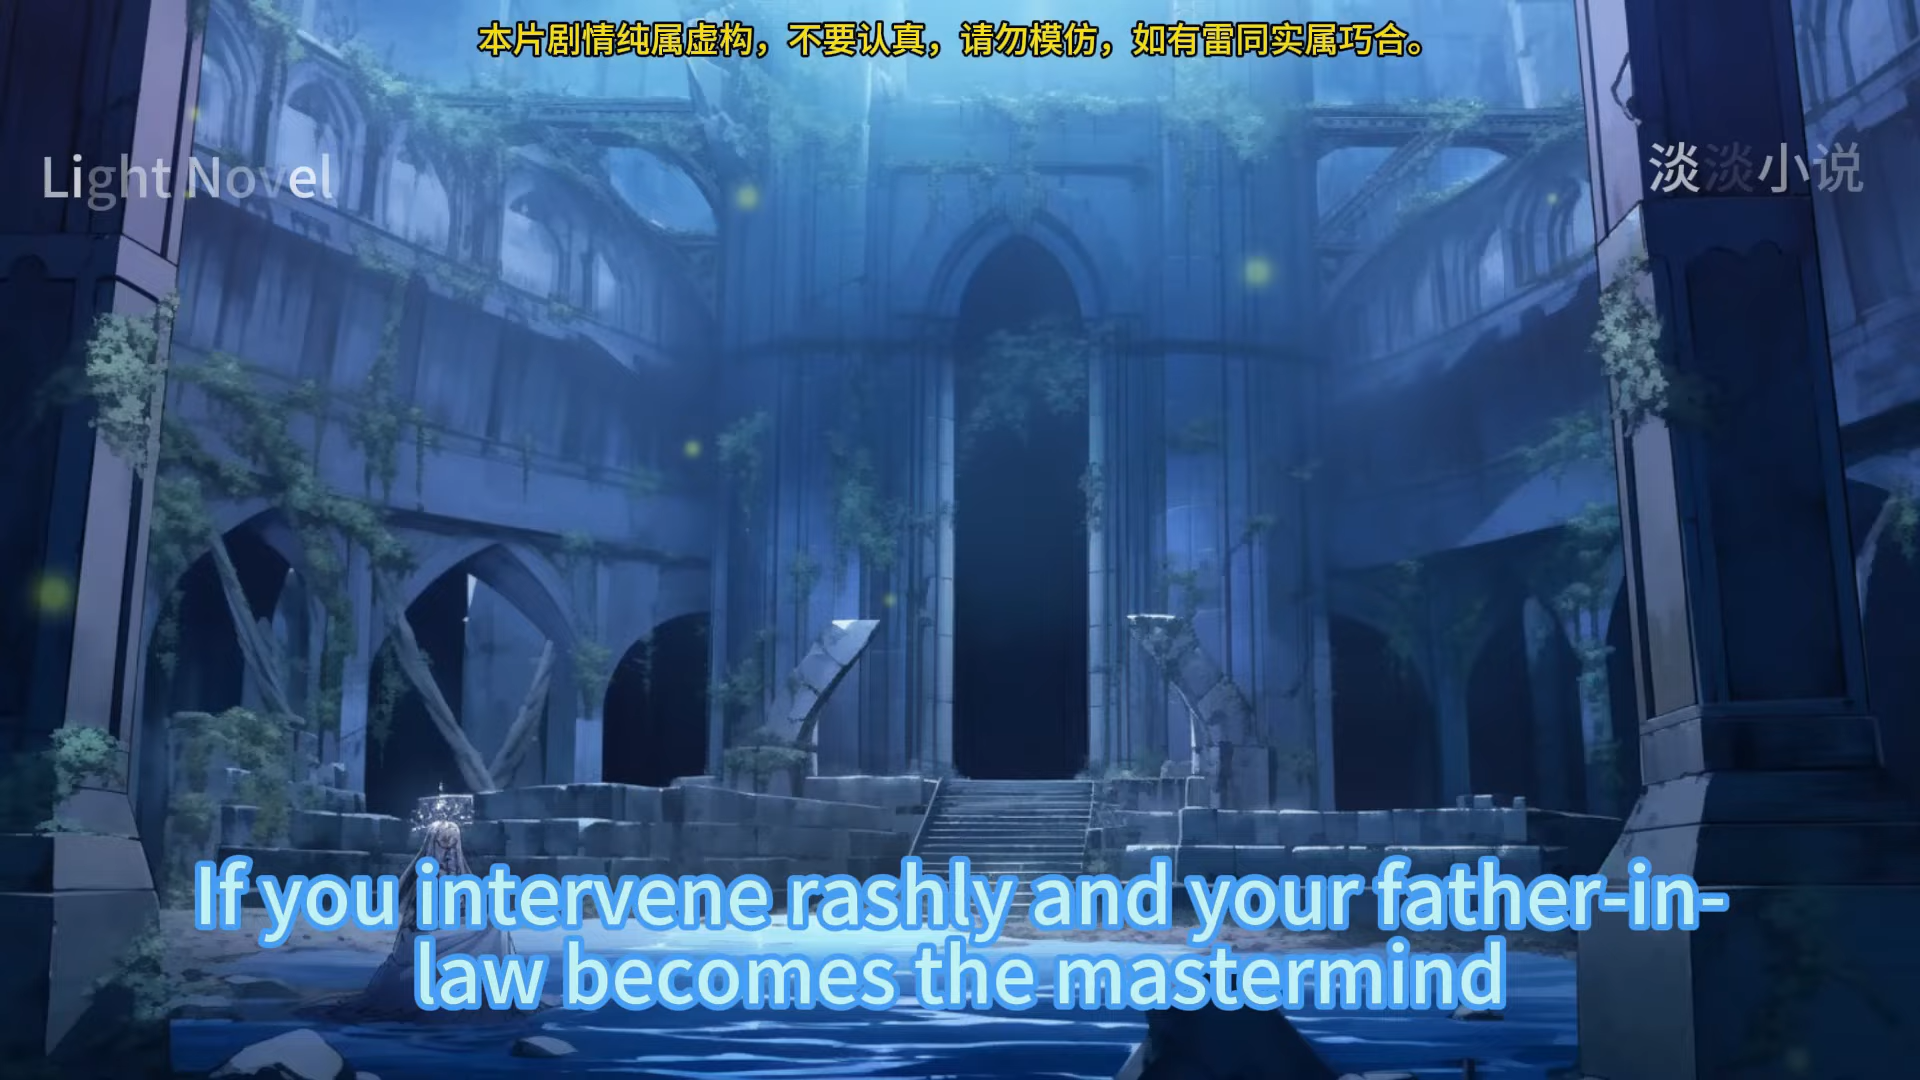 本片剧情纯属虚构，不要认真，请勿模仿，如有雷同实属巧合。
Light Novel
淡淡小说
If you intervene rashly and your father-in-
law becomes the mastermind